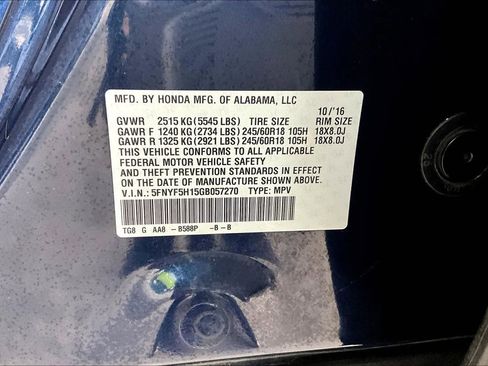 MFD. BY HONDA MFG. OF ALABAMA, LLC
10/'16
GVWR 2515 KG (5545 LBS) TIRE SIZE RIM SIZE
GAWR F 1240 KG (2734 LBS) 245/60R18 105H 18X8.0J
GAWR R 1325 KG (2921 LBS) 245/60R18 105H 18X8.0J
THIS VEHICLE CONFORMS TO ALL APPLICABLE
FEDERAL MOTOR VEHICLE SAFETY
AND THEFT PREVENTION STANDARDS IN EFFECT
ON THE DATE OF MANUFACTURE SHOWN ABOVE.
V.I.N.: 5FNYF5H15GB057270 TYPE: MPV
TG8 G AA8 -B588P -B-B